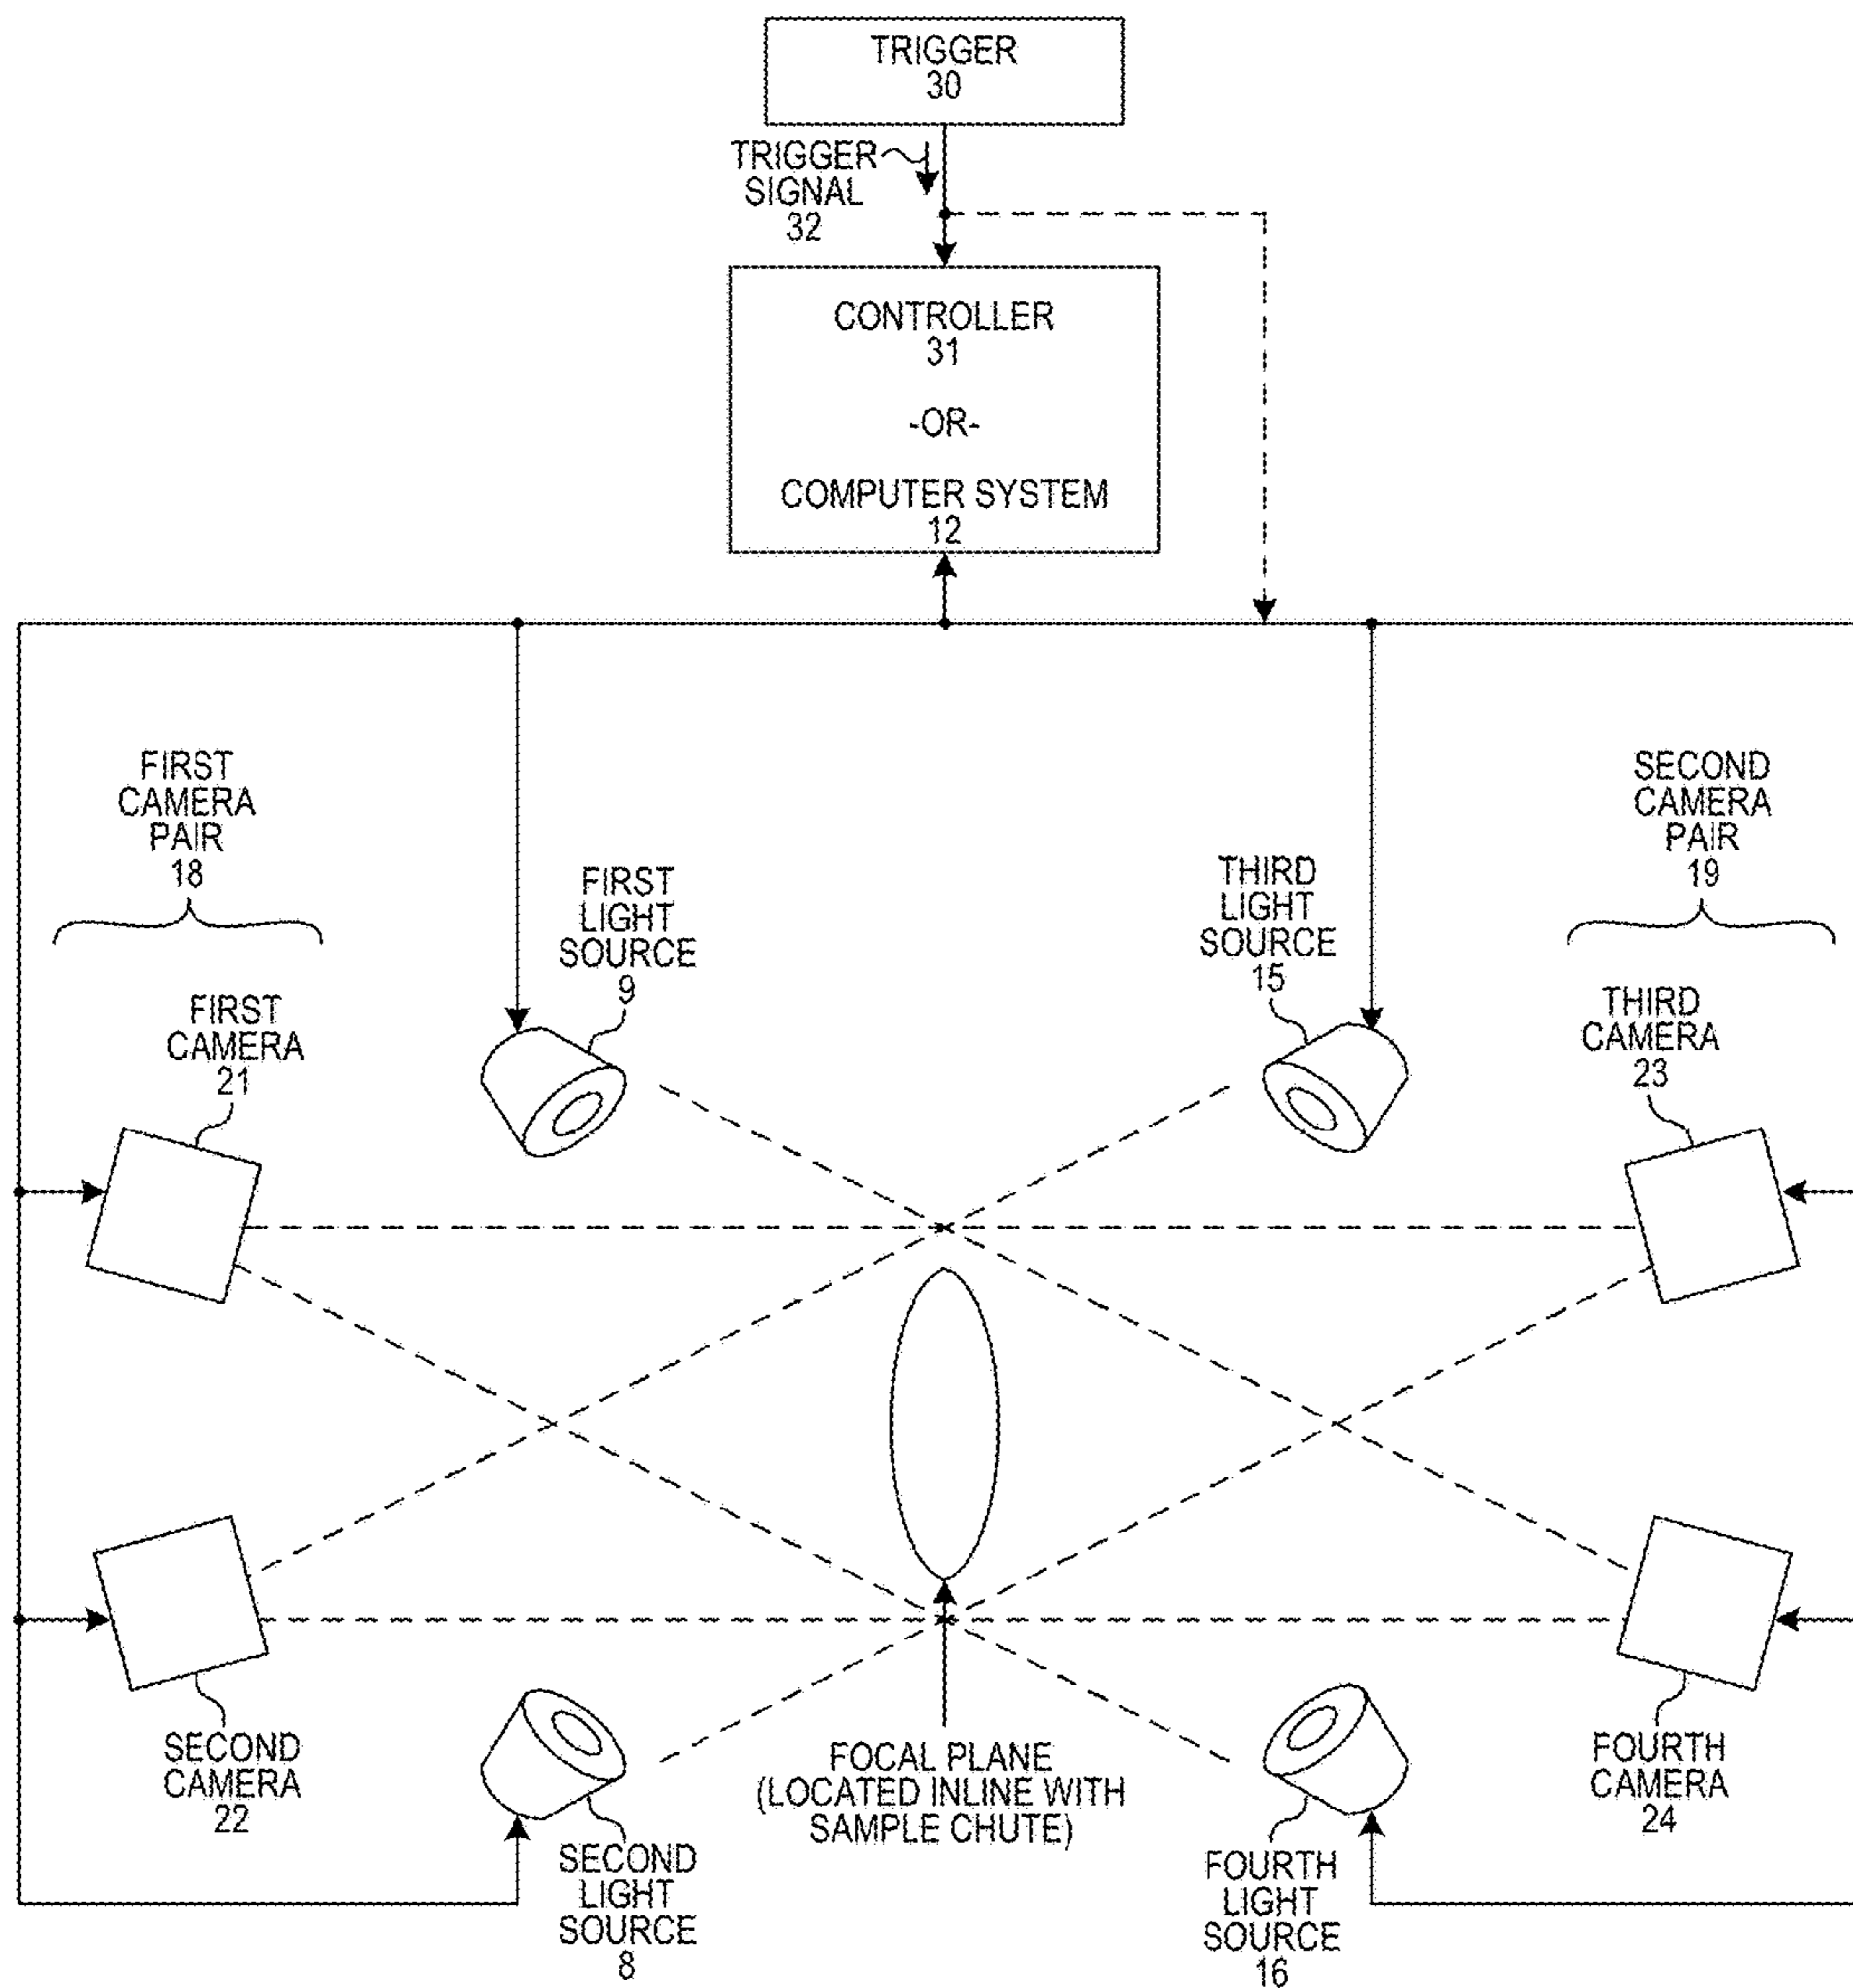 TRIGGER
30
TRIGGER
SIGNAL
32
CONTROLLER
31
-OR-
COMPUTER SYSTEM
12
FIRST
CAMERA
PAIR
18
SECOND
CAMERA
PAIR
19
FIRST
LIGHT
SOURCE
9
THIRD
LIGHT
SOURCE
15
FIRST
CAMERA
21
THIRD
CAMERA
23
SECOND
CAMERA
22
SECOND
LIGHT
SOURCE
8
FOCAL PLANE
(LOCATED INLINE WITH
SAMPLE CHUTE)
FOURTH
LIGHT
SOURCE
16
FOURTH
CAMERA
24